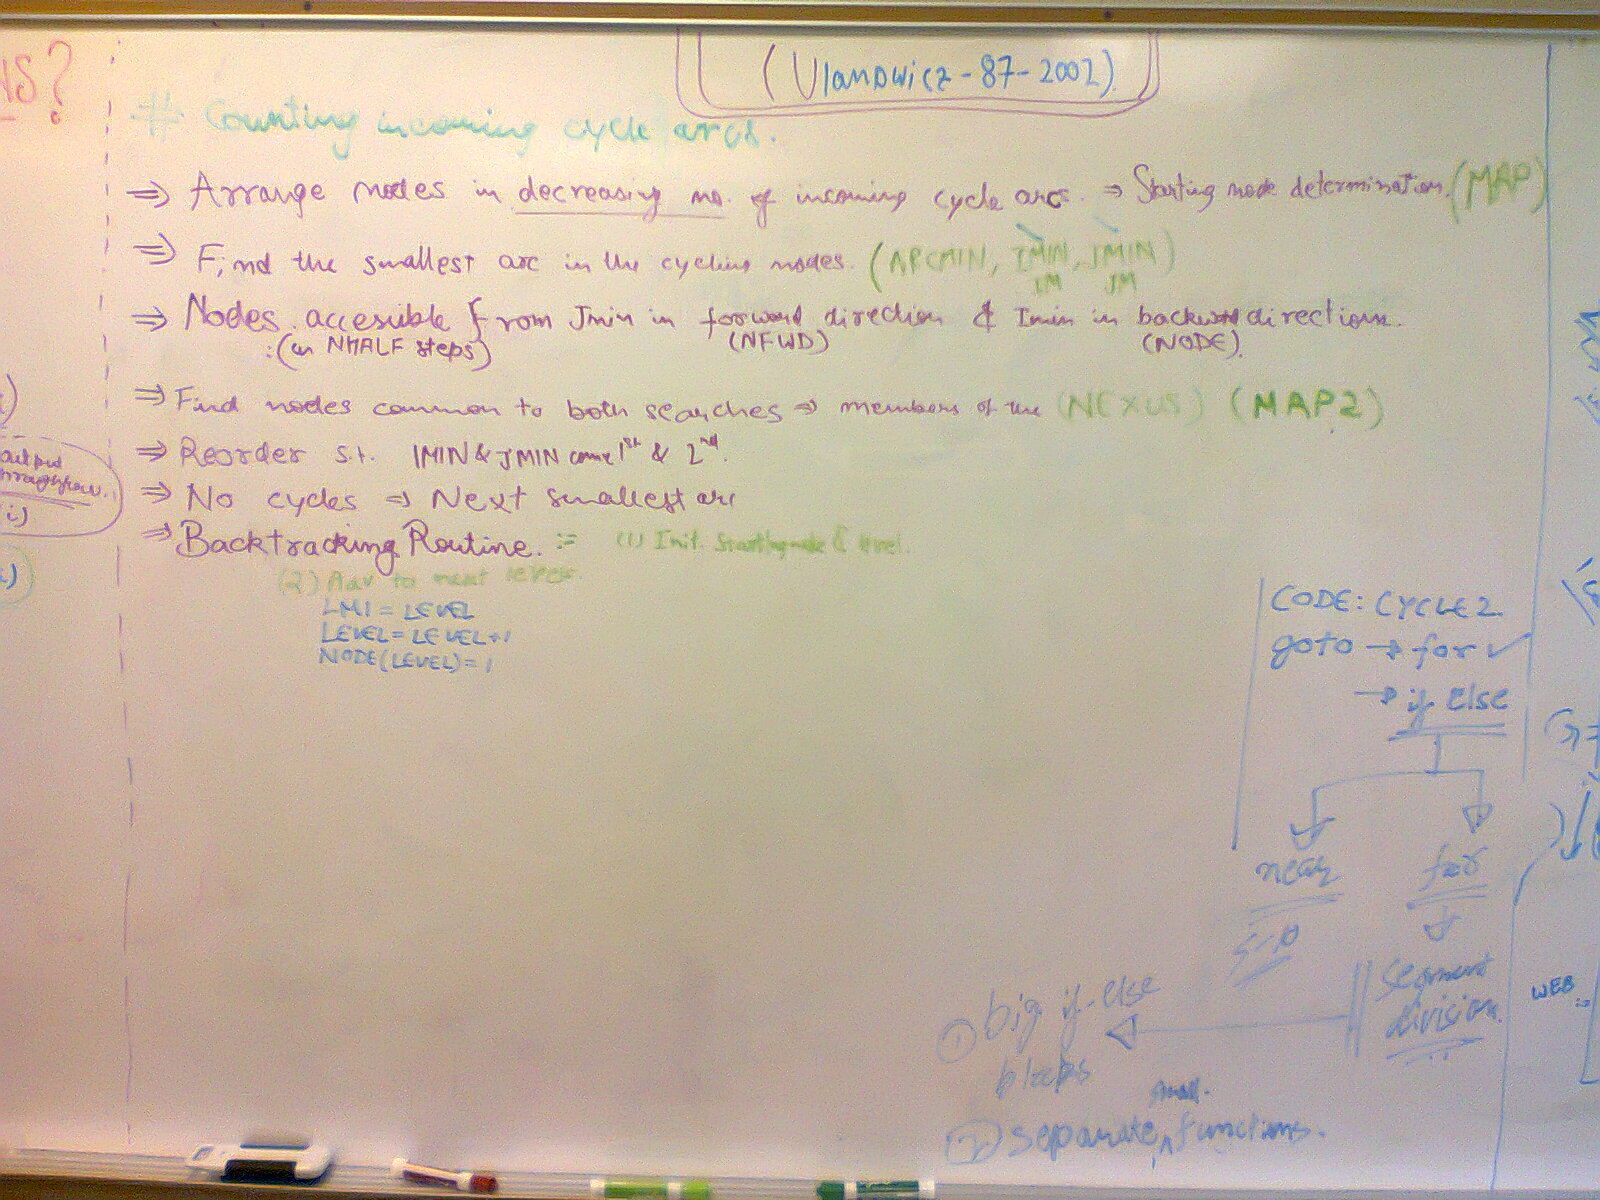 NS?
(Ulanowicz-87-2002)
# Counting incoming cycle arcs.
⇒ Arrange nodes in decreasing no. of incoming cycle arcs. ⇒ Starting node determination. (MAP)
⇒ Find the smallest arc in the cycling nodes. (ARCMIN, IMIN, JMIN)
IM JM
⇒ Nodes accesible from Jmin in forward direction & Imin in backward direction.
:(in NHALF steps) (NFWD) (NODE).
⇒ Find nodes common to both searches ⇒ members of the (NEXUS) (MAP2)
⇒ Reorder s.t. IMIN & JMIN come 1st & 2nd.
⇒ No cycles ⇒ Next smallest arc
⇒ Backtracking Routine. := (1) Init. Starting node & level.
(2) Adv to next level.
LM1 = LEVEL
LEVEL = LEVEL+1
NODE(LEVEL) = 1
output
i)
CODE: CYCLE2
goto → for ✓
→ if else
near far
segment
division.
① big if-else
blocks
② separate small functions.
G=
WEB :-